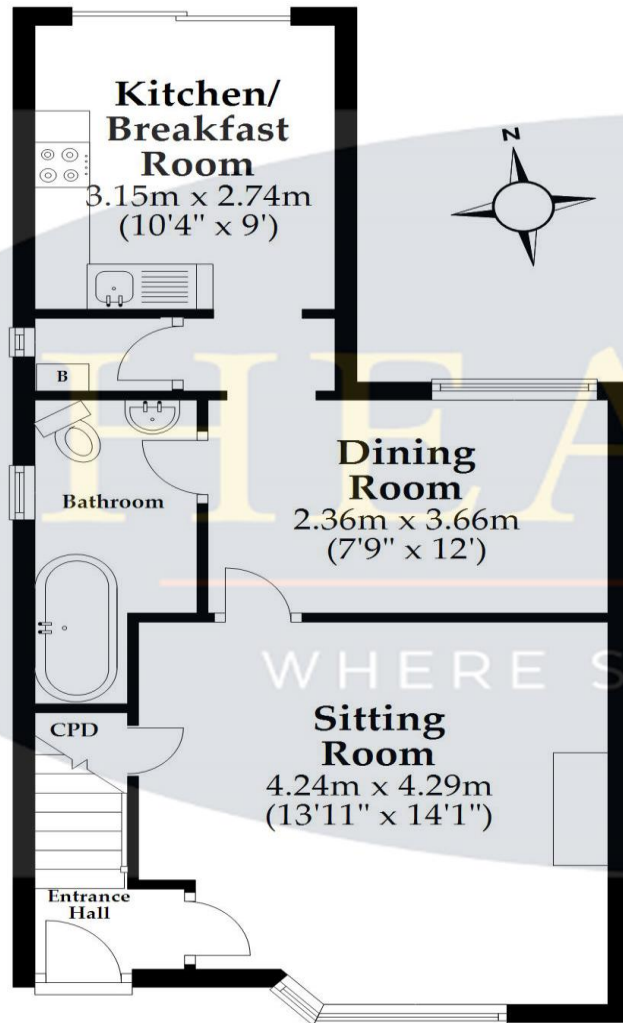 Kitchen/
Breakfast
Room
3.15m x 2.74m
(10'4" x 9')
N
B
HEA
Bathroom
Dining
Room
2.36m x 3.66m
(7'9" x 12')
WHERE S
CPD
Sitting
Room
4.24m x 4.29m
(13'11" x 14'1")
Entrance
Hall